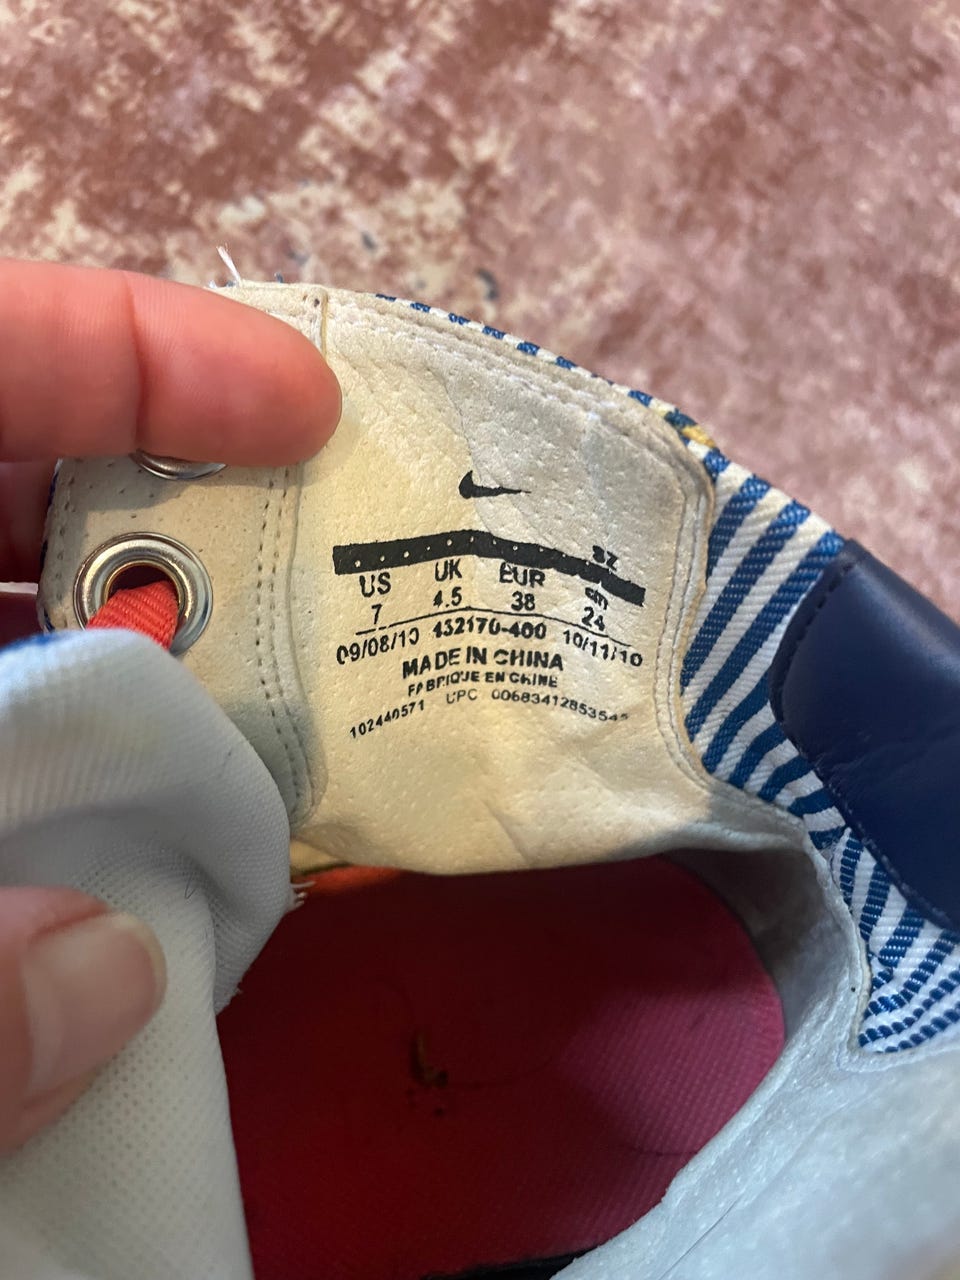 SZ
US UK EUR cm
7 4.5 38 24
09/08/10 432170-400 10/11/10
MADE IN CHINA
FABRIQUE EN CHINE
102440571 UPC